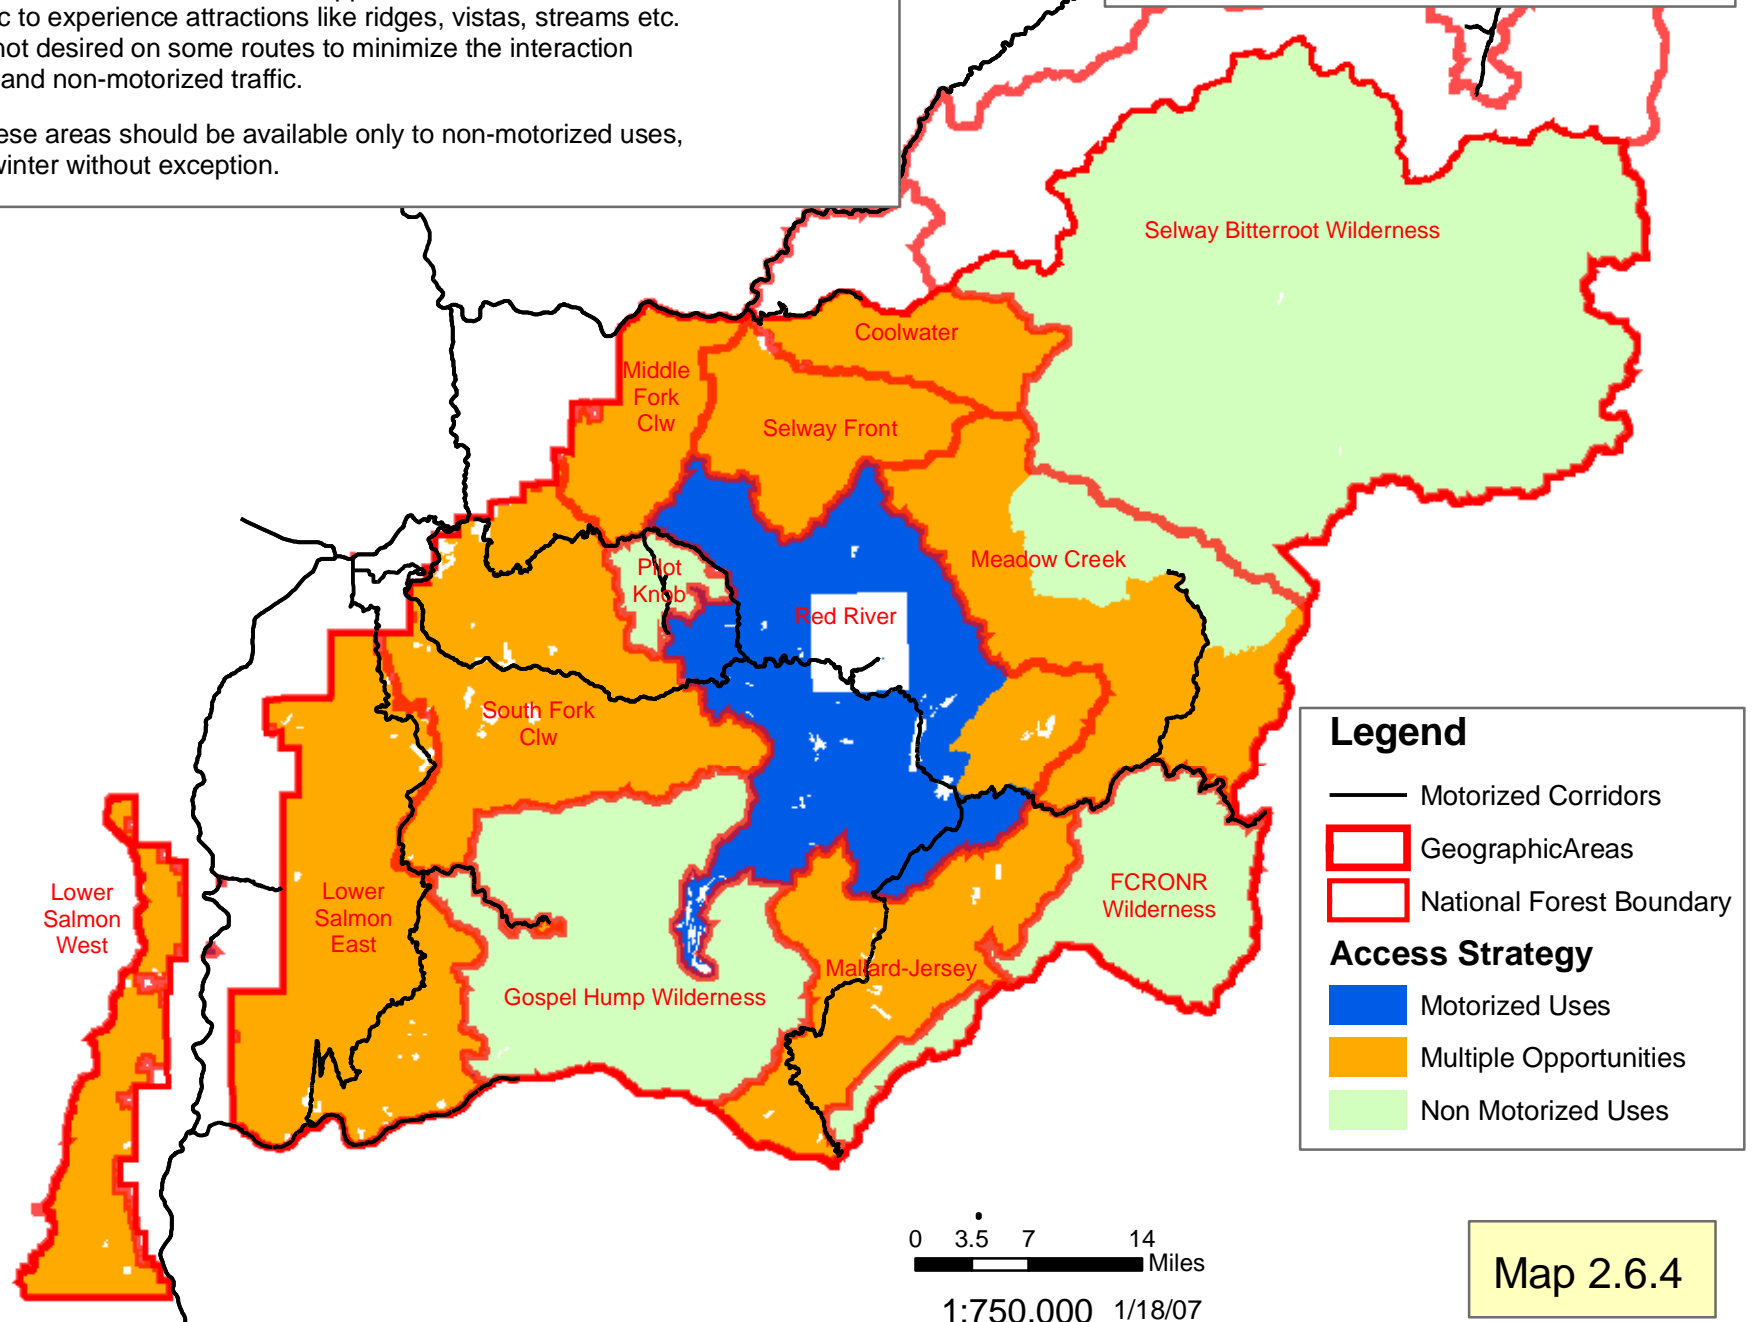 c to experience attractions like ridges, vistas, streams etc.
not desired on some routes to minimize the interaction
and non-motorized traffic.
ese areas should be available only to non-motorized uses,
winter without exception.
Selway Bitterroot Wilderness
Coolwater
Middle
Fork
Clw
Selway Front
Meadow Creek
Pilot
Knob
Red River
South Fork
Clw
Lower
Salmon
West
Lower
Salmon
East
FCRONR
Wilderness
Mallard-Jersey
Gospel Hump Wilderness
Legend
Motorized Corridors
GeographicAreas
National Forest Boundary
Access Strategy
Motorized Uses
Multiple Opportunities
Non Motorized Uses
0 3.5 7 14
Miles
1:750,000 1/18/07
Map 2.6.4